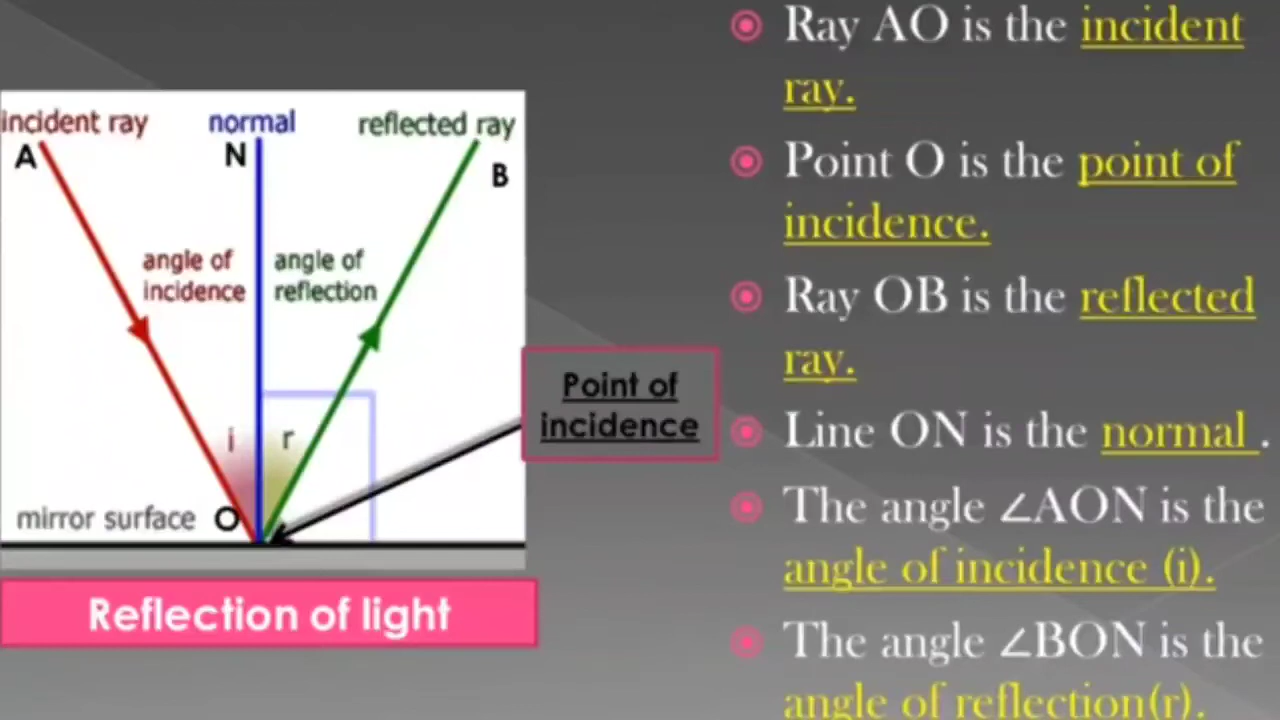 incident ray
normal
reflected ray
A
N
B
angle of
incidence
angle of
reflection
i
r
mirror surface
O
Point of
incidence
Reflection of light
Ray AO is the incident
ray.
Point O is the point of
incidence.
Ray OB is the reflected
ray.
Line ON is the normal .
The angle ∠AON is the
angle of incidence (i).
The angle ∠BON is the
angle of reflection(r).